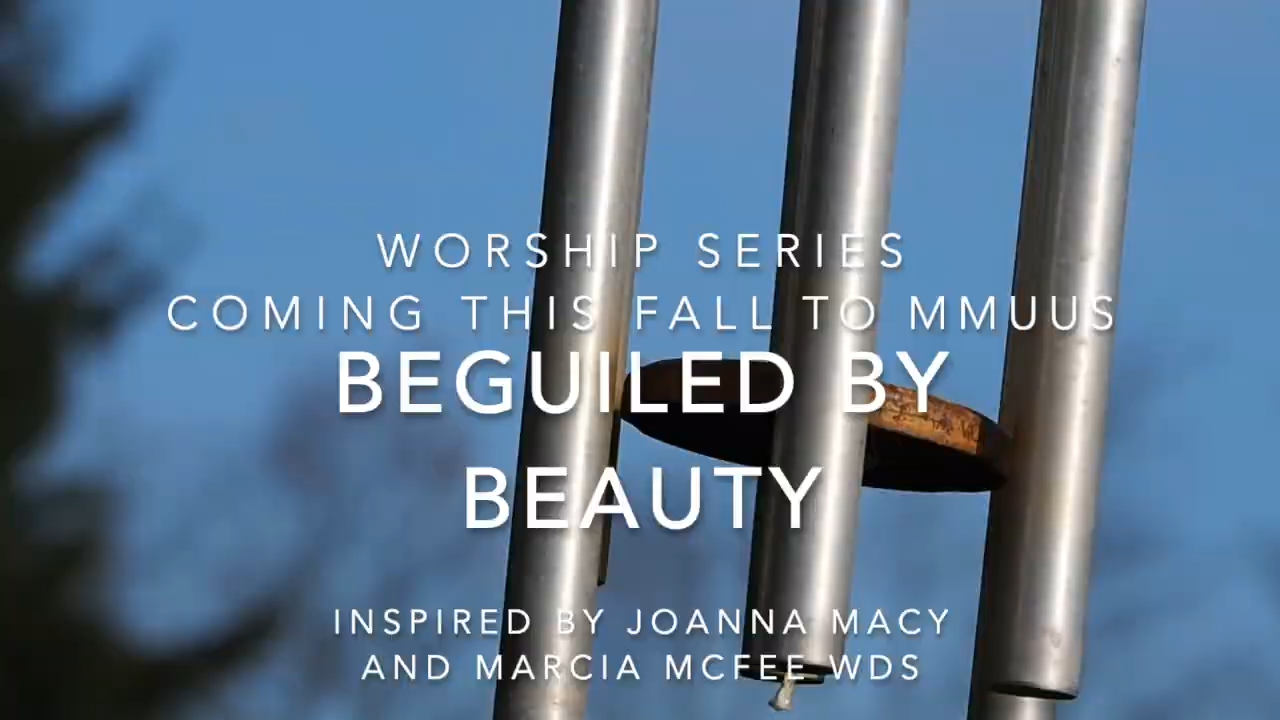 WORSHIP SERIES
COMING THIS FALL TO MMUUS
BEGUILED BY
BEAUTY
INSPIRED BY JOANNA MACY
AND MARCIA MCFEE WDS